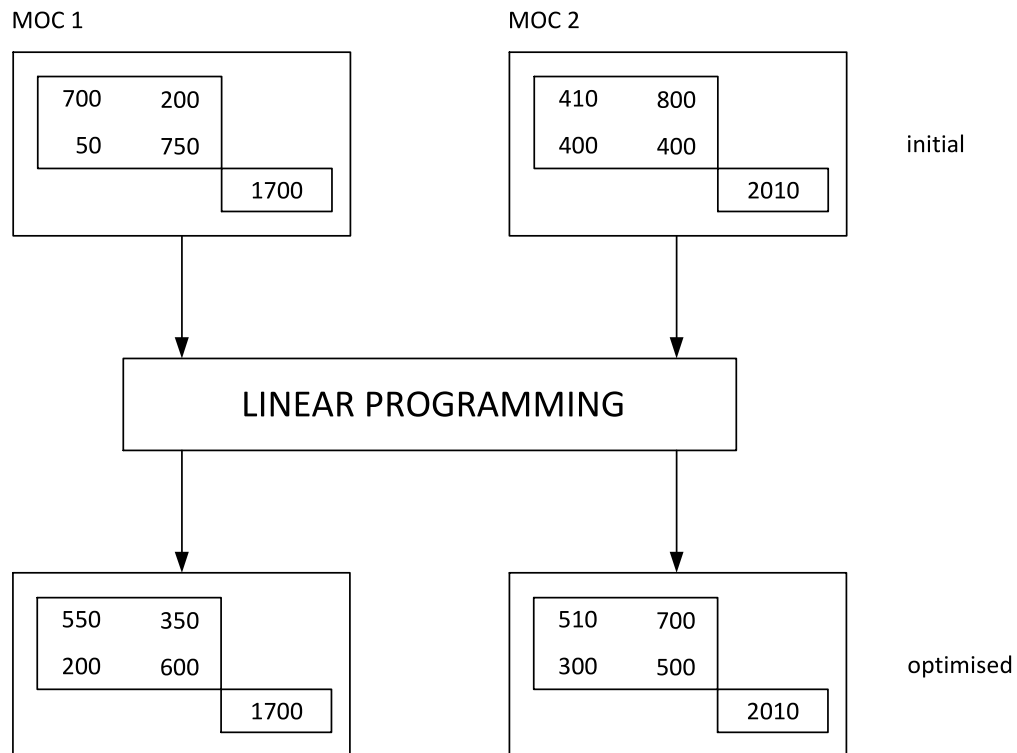 MOC 1 MOC 2
700 200 410 800
50 750 400 400 initial
1700 2010
LINEAR PROGRAMMING
550 350 510 700
200 600 300 500 optimised
1700 2010